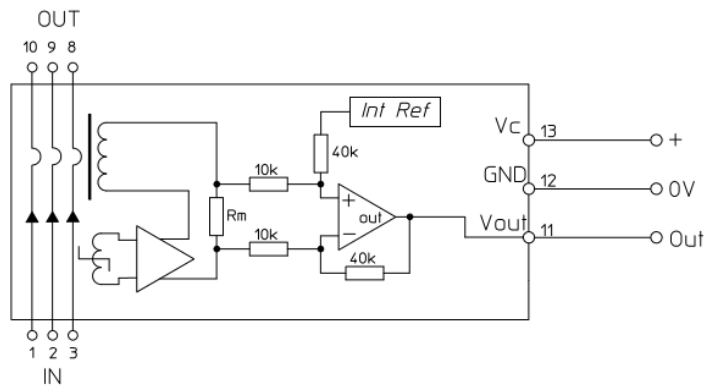 OUT
10 9 8
Int Ref
Vc 13 +
40k
GND 12 0V
10k
+
Rm
out
Vout 11 Out
-
10k
40k
1 2 3
IN